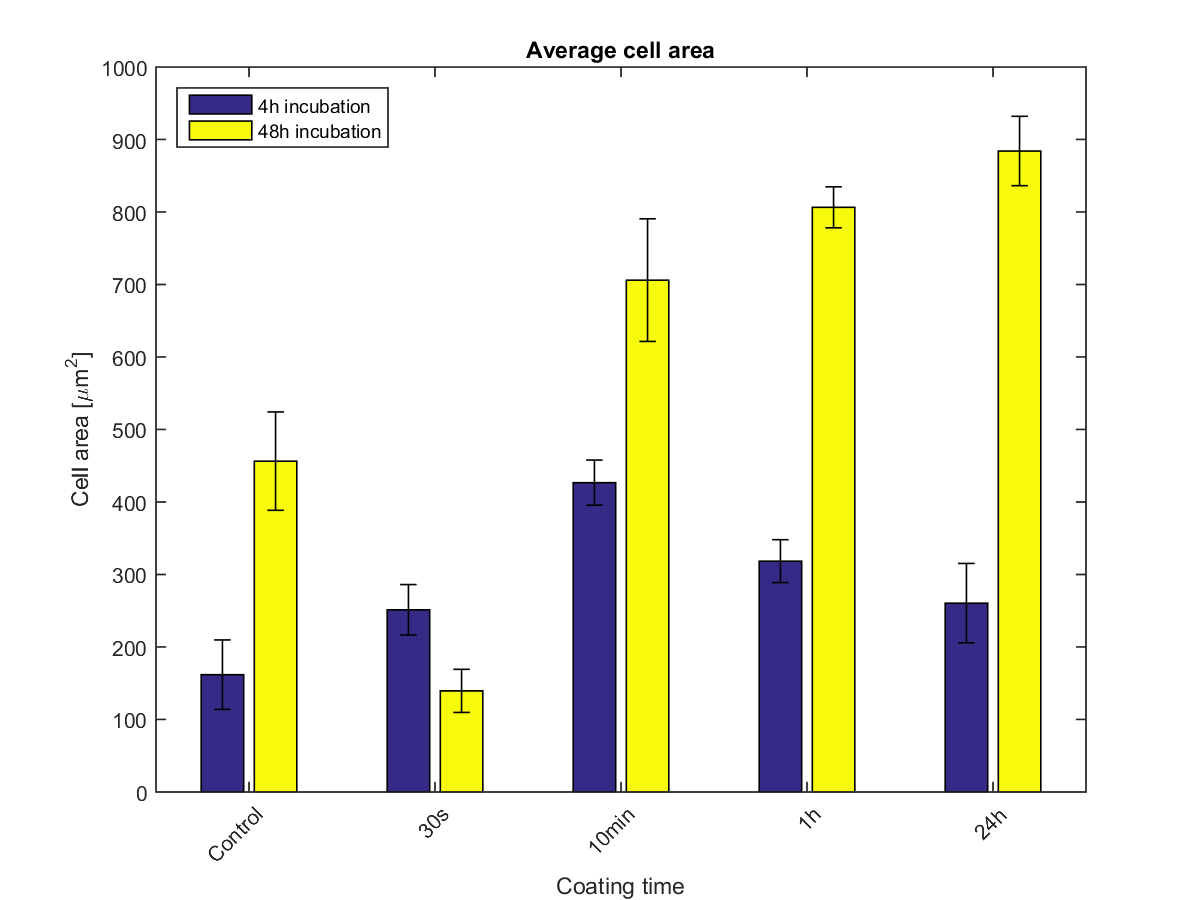 Average cell area
4h incubation
48h incubation
1000
900
800
700
600
500
400
300
200
100
0
Cell area [μm²]
Control
30s
10min
1h
24h
Coating time